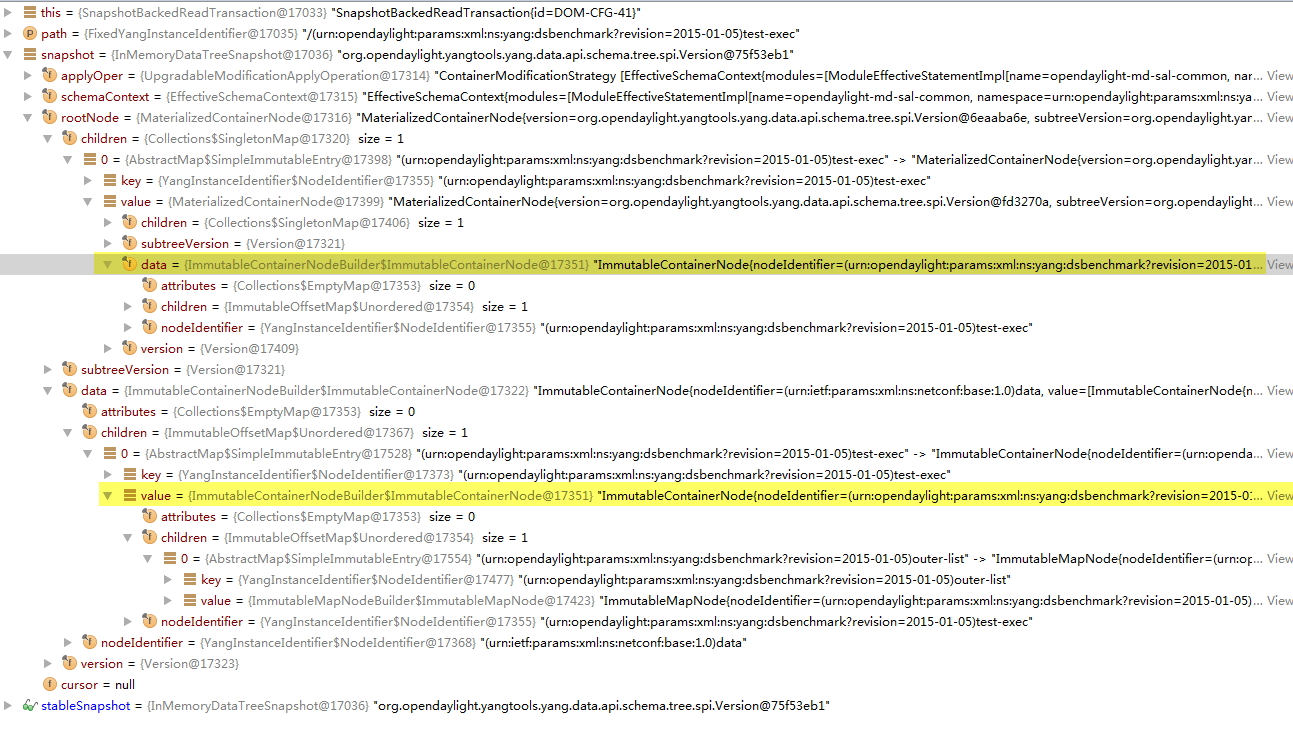 this = {SnapshotBackedReadTransaction@17033} "SnapshotBackedReadTransaction{id=DOM-CFG-41}"
path = {FixedYangInstanceIdentifier@17035} "/(urn:opendaylight:params:xml:ns:yang:dsbenchmark?revision=2015-01-05)test-exec"
snapshot = {InMemoryDataTreeSnapshot@17036} "org.opendaylight.yangtools.yang.data.api.schema.tree.spi.Version@75f53eb1"
applyOper = {UpgradableModificationApplyOperation@17314} "ContainerModificationStrategy [EffectiveSchemaContext{modules=[ModuleEffectiveStatementImpl[name=opendaylight-md-sal-common, nar... View
schemaContext = {EffectiveSchemaContext@17315} "EffectiveSchemaContext{modules=[ModuleEffectiveStatementImpl[name=opendaylight-md-sal-common, namespace=urn:opendaylight:params:xml:ns:ya... View
rootNode = {MaterializedContainerNode@17316} "MaterializedContainerNode{version=org.opendaylight.yangtools.yang.data.api.schema.tree.spi.Version@6eaaba6e, subtreeVersion=org.opendaylight.yar... View
children = {Collections$SingletonMap@17320} size = 1
0 = {AbstractMap$SimpleImmutableEntry@17398} "(urn:opendaylight:params:xml:ns:yang:dsbenchmark?revision=2015-01-05)test-exec" -> "MaterializedContainerNode{version=org.opendaylight.yar... View
key = {YangInstanceIdentifier$NodeIdentifier@17355} "(urn:opendaylight:params:xml:ns:yang:dsbenchmark?revision=2015-01-05)test-exec"
value = {MaterializedContainerNode@17399} "MaterializedContainerNode{version=org.opendaylight.yangtools.yang.data.api.schema.tree.spi.Version@fd3270a, subtreeVersion=org.opendaylight... View
children = {Collections$SingletonMap@17406} size = 1
subtreeVersion = {Version@17321}
data = {ImmutableContainerNodeBuilder$ImmutableContainerNode@17351} "ImmutableContainerNode{nodeIdentifier=(urn:opendaylight:params:xml:ns:yang:dsbenchmark?revision=2015-01... View
attributes = {Collections$EmptyMap@17353} size = 0
children = {ImmutableOffsetMap$Unordered@17354} size = 1
nodeIdentifier = {YangInstanceIdentifier$NodeIdentifier@17355} "(urn:opendaylight:params:xml:ns:yang:dsbenchmark?revision=2015-01-05)test-exec"
version = {Version@17409}
subtreeVersion = {Version@17321}
data = {ImmutableContainerNodeBuilder$ImmutableContainerNode@17322} "ImmutableContainerNode{nodeIdentifier=(urn:ietf:params:xml:ns:netconf:base:1.0)data, value=[ImmutableContainerNode{n... View
attributes = {Collections$EmptyMap@17353} size = 0
children = {ImmutableOffsetMap$Unordered@17367} size = 1
0 = {AbstractMap$SimpleImmutableEntry@17528} "(urn:opendaylight:params:xml:ns:yang:dsbenchmark?revision=2015-01-05)test-exec" -> "ImmutableContainerNode{nodeIdentifier=(urn:openda... View
key = {YangInstanceIdentifier$NodeIdentifier@17373} "(urn:opendaylight:params:xml:ns:yang:dsbenchmark?revision=2015-01-05)test-exec"
value = {ImmutableContainerNodeBuilder$ImmutableContainerNode@17351} "ImmutableContainerNode{nodeIdentifier=(urn:opendaylight:params:xml:ns:yang:dsbenchmark?revision=2015-0:... View
attributes = {Collections$EmptyMap@17353} size = 0
children = {ImmutableOffsetMap$Unordered@17354} size = 1
0 = {AbstractMap$SimpleImmutableEntry@17554} "(urn:opendaylight:params:xml:ns:yang:dsbenchmark?revision=2015-01-05)outer-list" -> "ImmutableMapNode{nodeIdentifier=(urn:op... View
key = {YangInstanceIdentifier$NodeIdentifier@17477} "(urn:opendaylight:params:xml:ns:yang:dsbenchmark?revision=2015-01-05)outer-list"
value = {ImmutableMapNodeBuilder$ImmutableMapNode@17423} "ImmutableMapNode{nodeIdentifier=(urn:opendaylight:params:xml:ns:yang:dsbenchmark?revision=2015-01-05)... View
nodeIdentifier = {YangInstanceIdentifier$NodeIdentifier@17355} "(urn:opendaylight:params:xml:ns:yang:dsbenchmark?revision=2015-01-05)test-exec"
nodeIdentifier = {YangInstanceIdentifier$NodeIdentifier@17368} "(urn:ietf:params:xml:ns:netconf:base:1.0)data"
version = {Version@17323}
cursor = null
stableSnapshot = {InMemoryDataTreeSnapshot@17036} "org.opendaylight.yangtools.yang.data.api.schema.tree.spi.Version@75f53eb1"